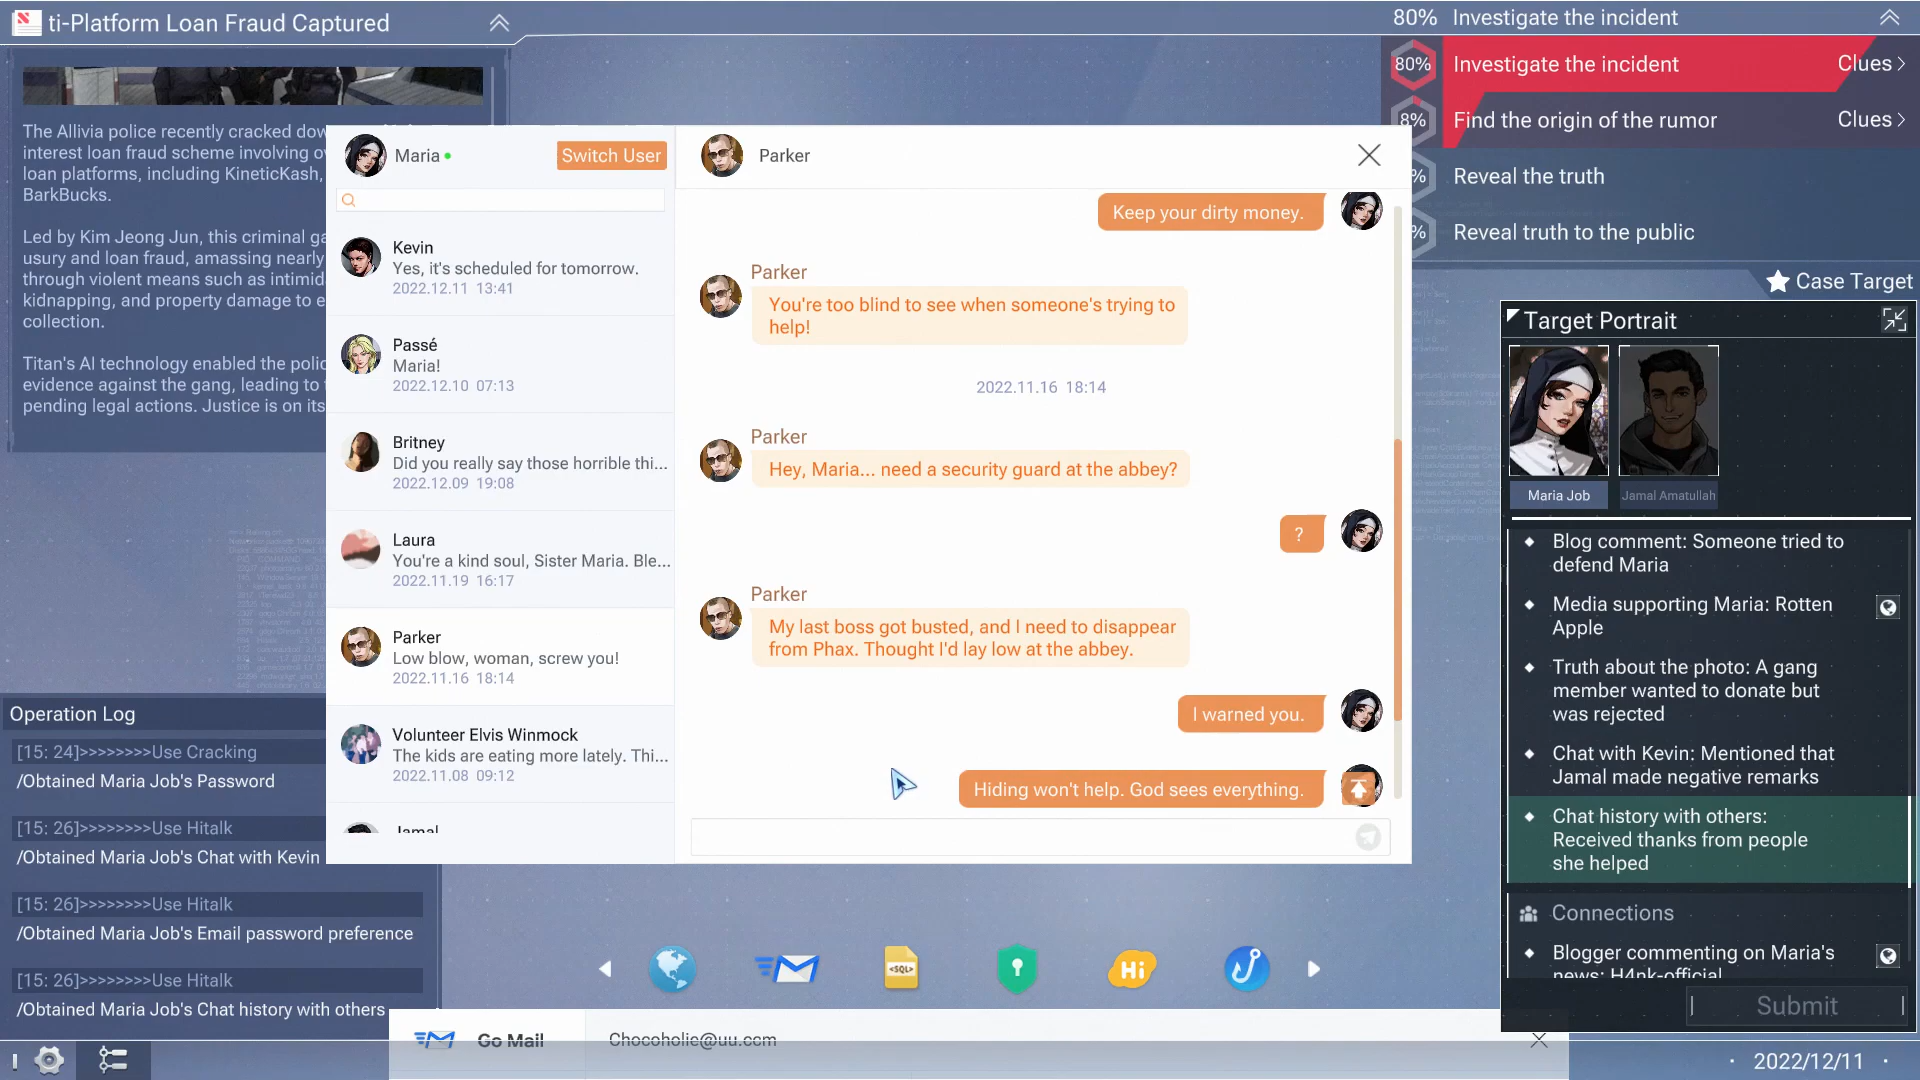 ti-Platform Loan Fraud Captured
The Allivia police recently cracked dow
interest loan fraud scheme involving ov
loan platforms, including KineticKash,
BarkBucks.
Led by Kim Jeong Jun, this criminal ga
usury and loan fraud, amassing nearly
through violent means such as intimid
kidnapping, and property damage to e
collection.
Titan's AI technology enabled the polic
evidence against the gang, leading to
pending legal actions. Justice is on its
Operation Log
[15: 24]>>>>>>>>Use Cracking
/Obtained Maria Job's Password
[15: 26]>>>>>>>>Use Hitalk
/Obtained Maria Job's Chat with Kevin
[15: 26]>>>>>>>>Use Hitalk
/Obtained Maria Job's Email password preference
[15: 26]>>>>>>>>Use Hitalk
/Obtained Maria Job's Chat history with others
Maria
Switch User
Kevin
Yes, it's scheduled for tomorrow.
2022.12.11 13:41
Passé
Maria!
2022.12.10 07:13
Britney
Did you really say those horrible thi...
2022.12.09 19:08
Laura
You're a kind soul, Sister Maria. Ble...
2022.11.19 16:17
Parker
Low blow, woman, screw you!
2022.11.16 18:14
Volunteer Elvis Winmock
The kids are eating more lately. Thi...
2022.11.08 09:12
Jamal
Parker
Keep your dirty money.
Parker
You're too blind to see when someone's trying to
help!
2022.11.16 18:14
Parker
Hey, Maria... need a security guard at the abbey?
?
Parker
My last boss got busted, and I need to disappear
from Phax. Thought I'd lay low at the abbey.
I warned you.
Hiding won't help. God sees everything.
80% Investigate the incident
80% Investigate the incident Clues >
8% Find the origin of the rumor Clues >
% Reveal the truth
% Reveal truth to the public
Case Target
Target Portrait
Maria Job
Jamal Amatullah
Blog comment: Someone tried to
defend Maria
Media supporting Maria: Rotten
Apple
Truth about the photo: A gang
member wanted to donate but
was rejected
Chat with Kevin: Mentioned that
Jamal made negative remarks
Chat history with others:
Received thanks from people
she helped
Connections
Blogger commenting on Maria's
news: H4nk-official
Submit
<SQL>
Hi
Go Mail
Chocoholic@uu.ccm
2022/12/11